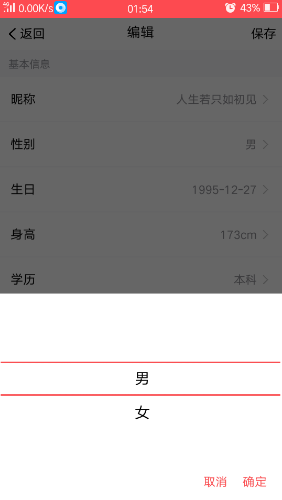 4G 0.00K/s 01:54 43%
返回 编辑 保存
基本信息
昵称 人生若只如初见
性别 男
生日 1995-12-27
身高 173cm
学历 本科
男
女
取消 确定